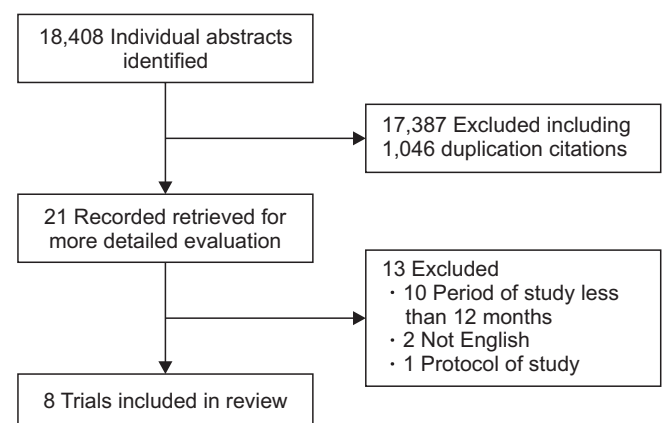 18,408 Individual abstracts
identified
17,387 Excluded including
1,046 duplication citations
21 Recorded retrieved for
more detailed evaluation
13 Excluded
· 10 Period of study less
than 12 months
· 2 Not English
· 1 Protocol of study
8 Trials included in review